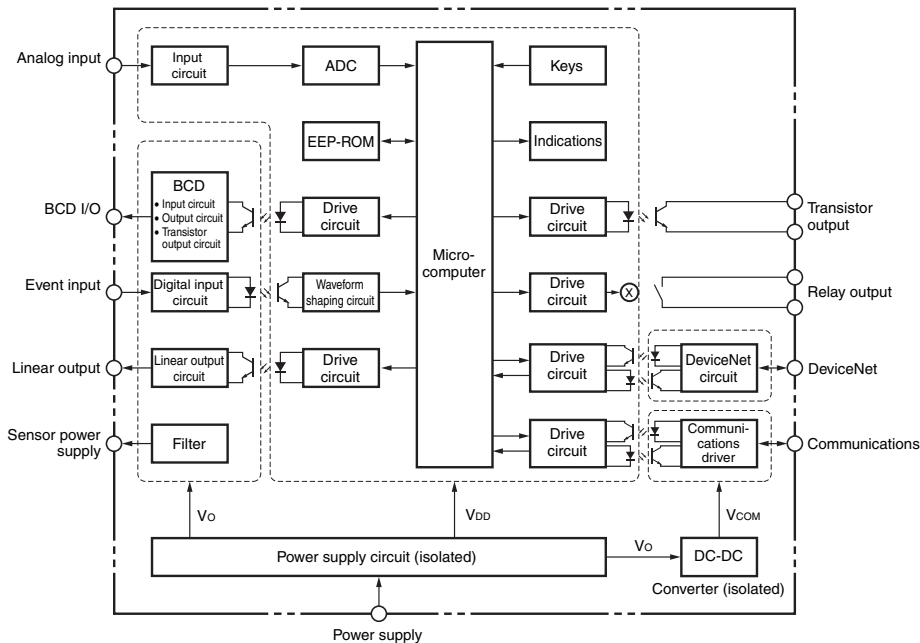 Analog input
Input
circuit
ADC
Keys
EEP-ROM
Indications
BCD I/O
BCD
• Input circuit
• Output circuit
• Transistor
output circuit
Drive
circuit
Micro-
computer
Drive
circuit
Transistor
output
Event input
Digital input
circuit
Waveform
shaping circuit
Drive
circuit
X
Relay output
Linear output
Linear output
circuit
Drive
circuit
Drive
circuit
DeviceNet
circuit
DeviceNet
Sensor power
supply
Filter
Drive
circuit
Communi-
cations
driver
Communications
VO
VDD
VCOM
Power supply circuit (isolated)
VO
DC-DC
Converter (isolated)
Power supply